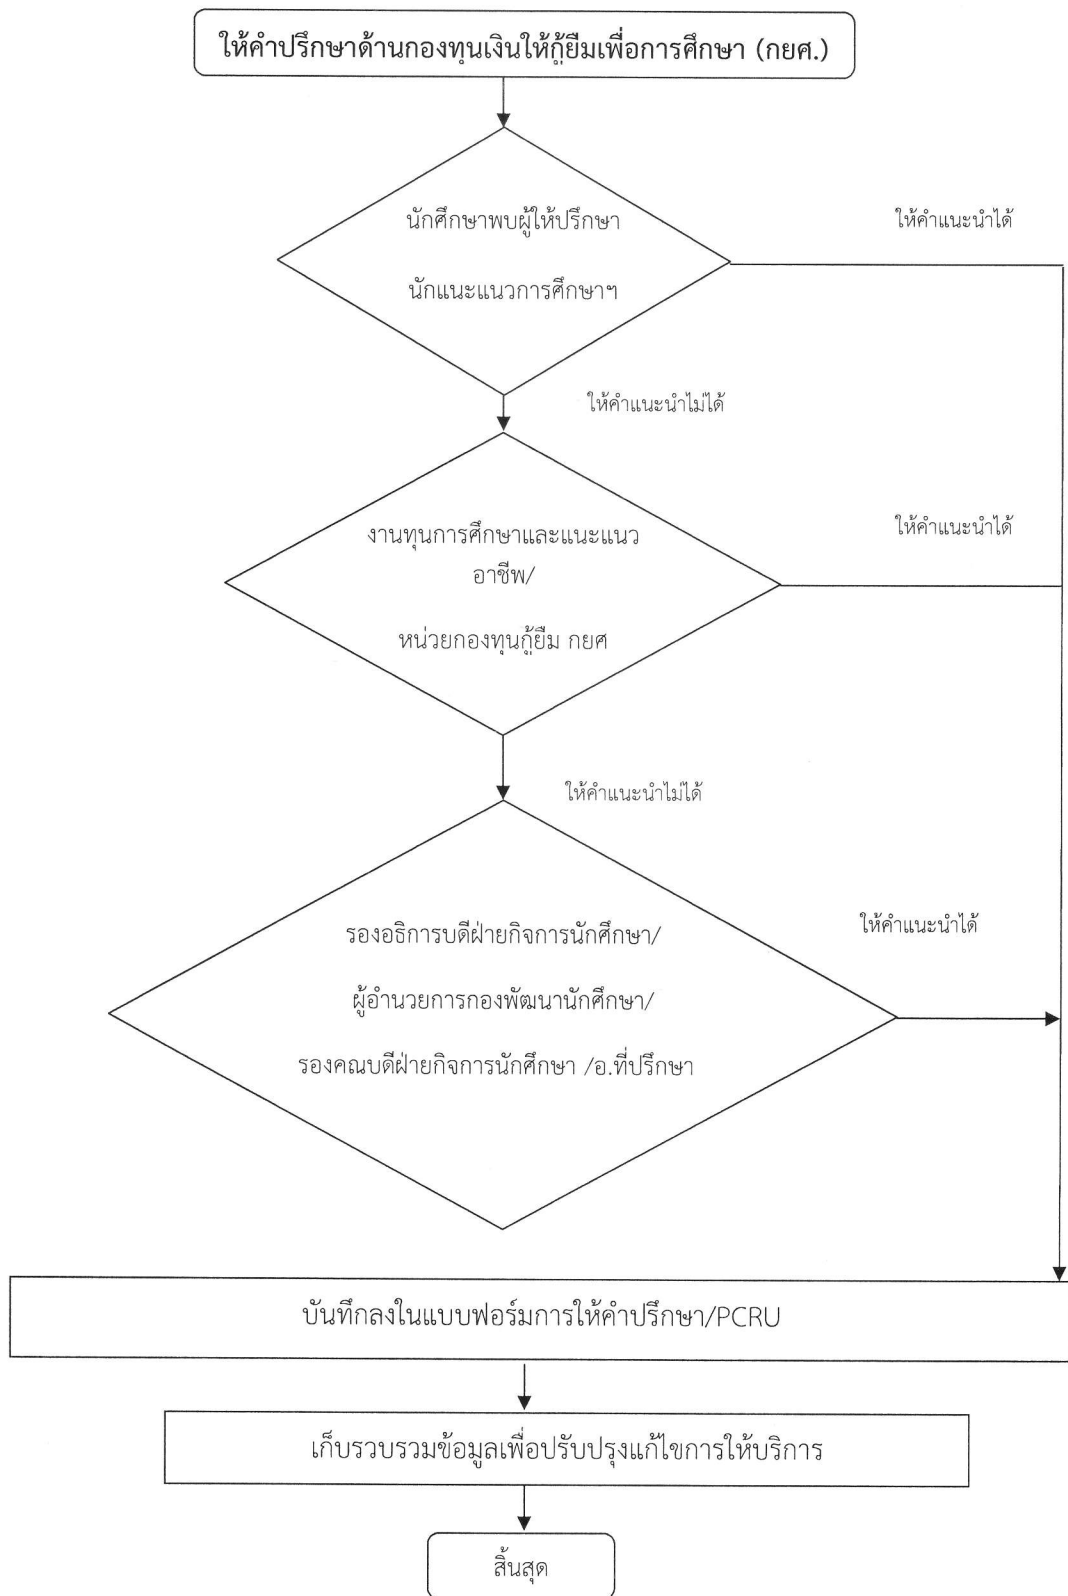 ให้คำปรึกษาด้านกองทุนเงินให้กู้ยืมเพื่อการศึกษา (กยศ.)
นักศึกษาพบผู้ให้ปรึกษา
ให้คำแนะนำได้
นักแนะแนวการศึกษาฯ
ให้คำแนะนำไม่ได้
งานทุนการศึกษาและแนะแนว
ให้คำแนะนำได้
อาชีพ/
หน่วยกองทุนกู้ยืม กยศ
ให้คำแนะนำไม่ได้
รองอธิการบดีฝ่ายกิจการนักศึกษา/
ให้คำแนะนำได้
ผู้อำนวยการกองพัฒนานักศึกษา/
รองคณบดีฝ่ายกิจการนักศึกษา /อ.ที่ปรึกษา
บันทึกลงในแบบฟอร์มการให้คำปรึกษา/PCRU
เก็บรวบรวมข้อมูลเพื่อปรับปรุงแก้ไขการให้บริการ
สิ้นสุด